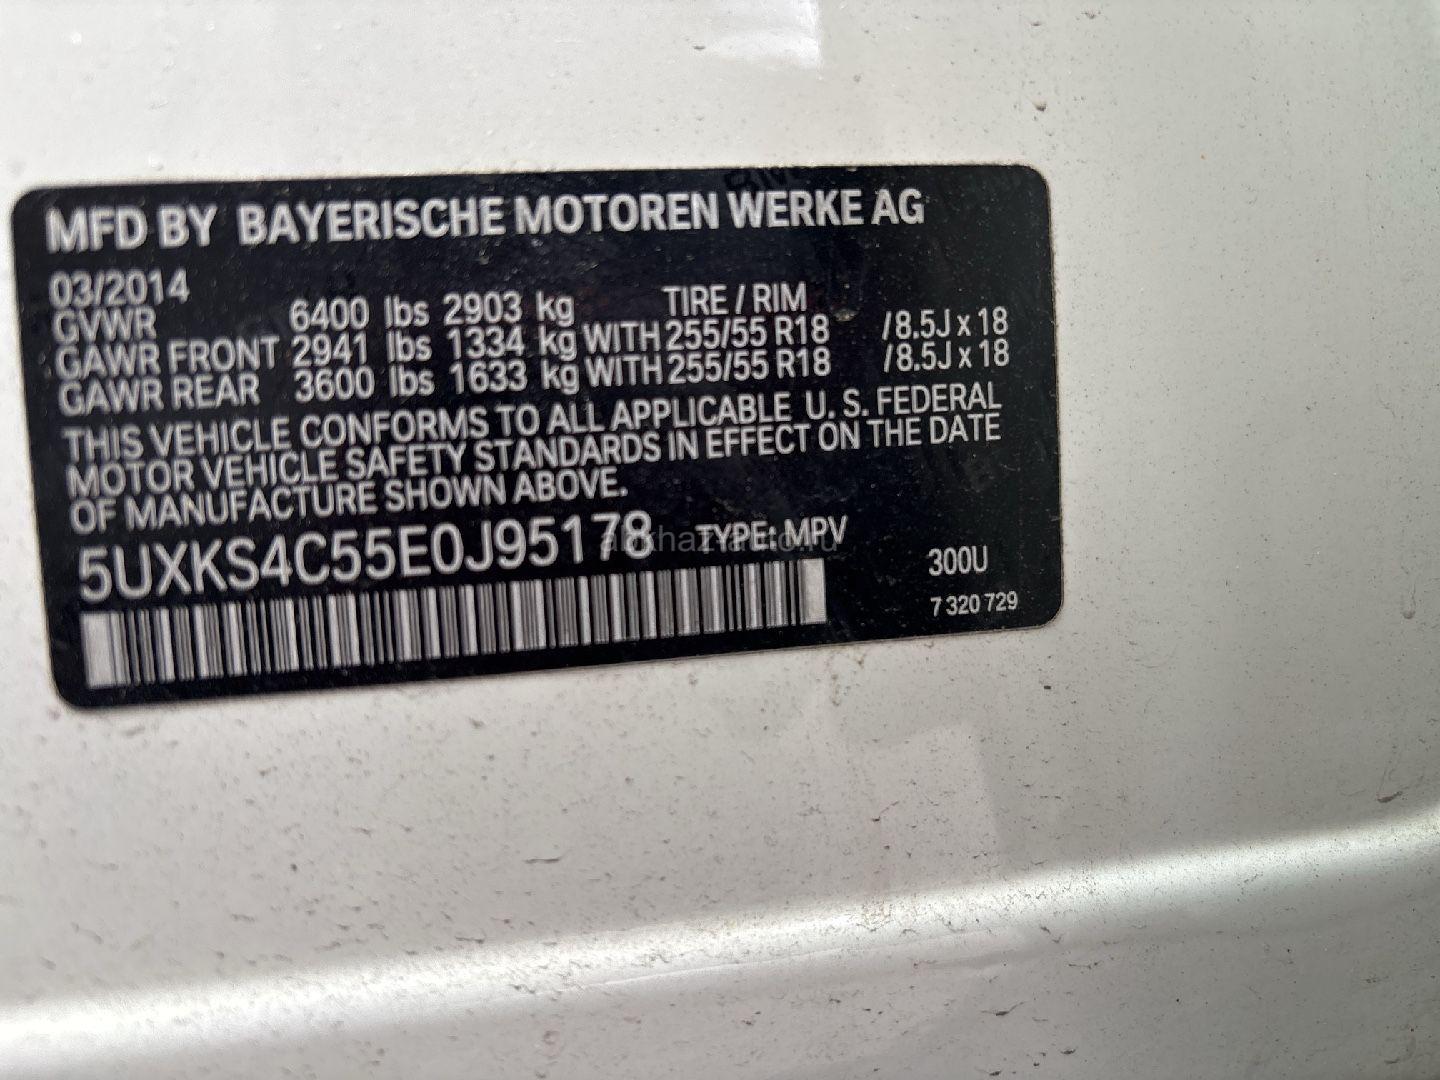 MFD BY BAYERISCHE MOTOREN WERKE AG
03/2014
GVWR 6400 lbs 2903 kg TIRE / RIM
GAWR FRONT 2941 lbs 1334 kg WITH 255/55 R18 /8.5J x 18
GAWR REAR 3600 lbs 1633 kg WITH 255/55 R18 /8.5J x 18
THIS VEHICLE CONFORMS TO ALL APPLICABLE U. S. FEDERAL
MOTOR VEHICLE SAFETY STANDARDS IN EFFECT ON THE DATE
OF MANUFACTURE SHOWN ABOVE.
5UXKS4C55E0J95178 TYPE: MPV
abkhaz-auto.ru
300U
7 320 729